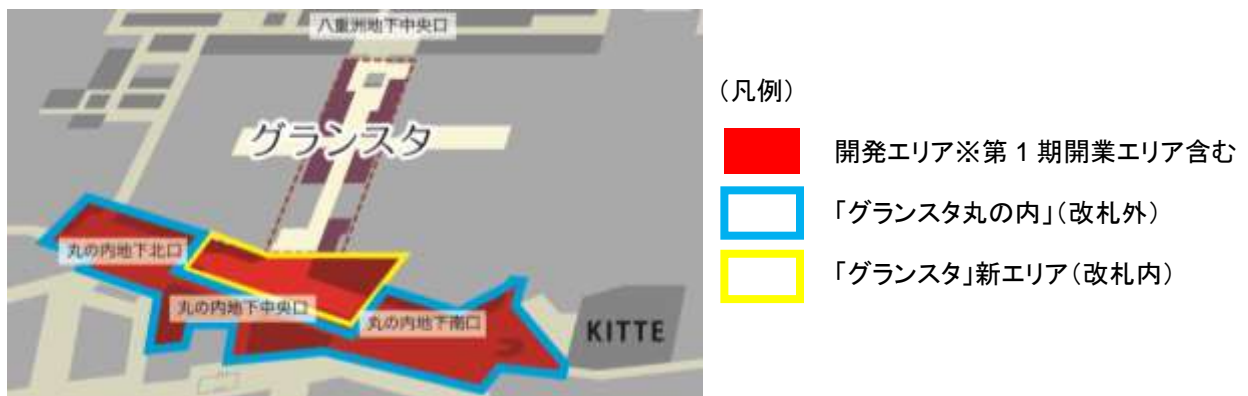 八重洲地下中央口
グランスタ
丸の内地下北口
丸の内地下中央口
丸の内地下南口
KITTE
（凡例）
開発エリア※第1期開業エリア含む
「グランスタ丸の内」（改札外）
「グランスタ」新エリア（改札内）